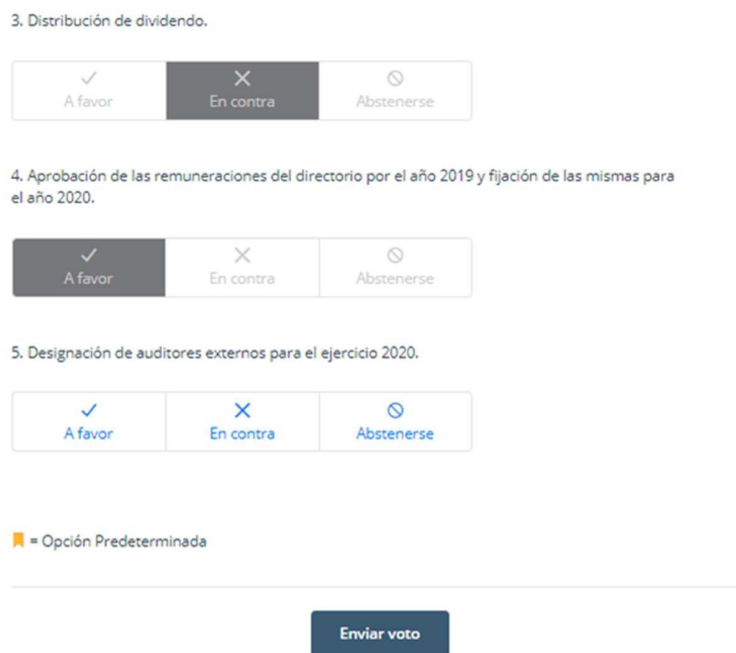 3. Distribución de dividendo.
A favor
En contra
Abstenerse
4. Aprobación de las remuneraciones del directorio por el año 2019 y fijación de las mismas para
el año 2020.
A favor
En contra
Abstenerse
5. Designación de auditores externos para el ejercicio 2020.
A favor
En contra
Abstenerse
= Opción Predeterminada
Enviar voto